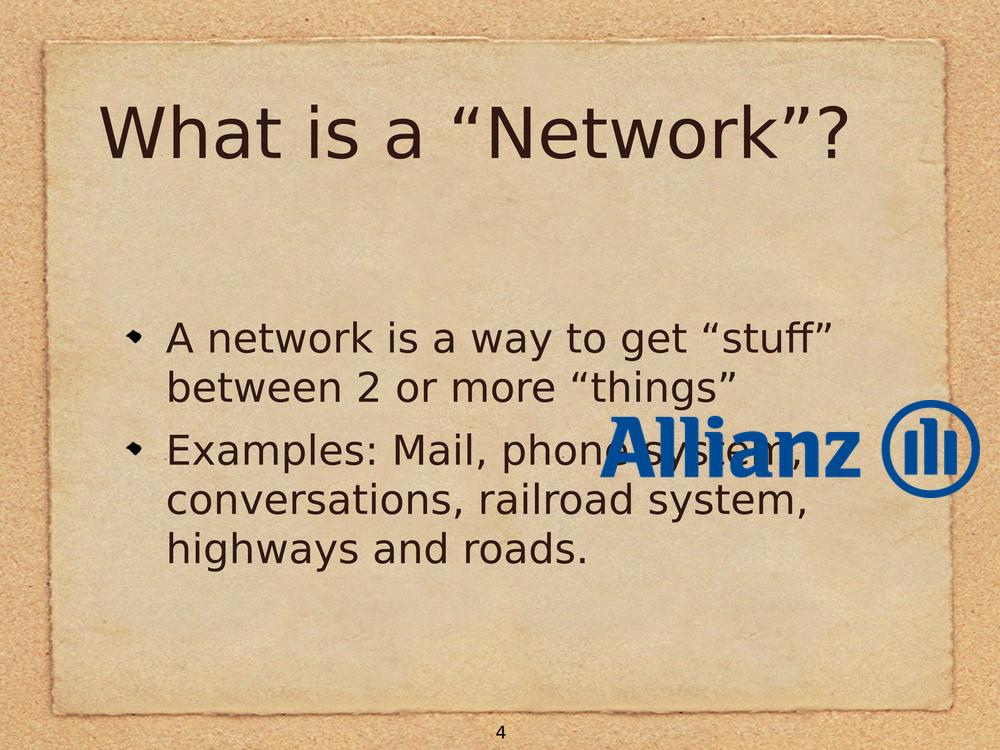 What is a “Network”?
A network is a way to get “stuff”
between 2 or more “things”
Examples: Mail, phone system,
Allianz
conversations, railroad system,
highways and roads.
4